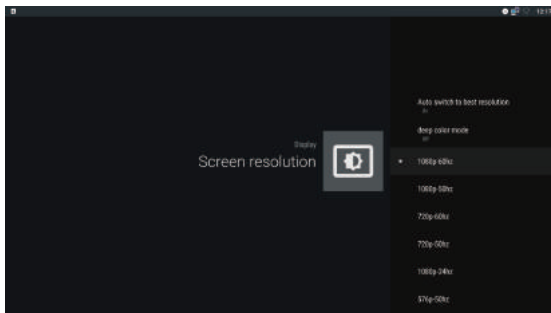 Display
Screen resolution
Auto switch to best resolution
deep color mode
1080p-60hz
1080p-50hz
720p-60hz
720p-50hz
1080p-24hz
576p-50hz